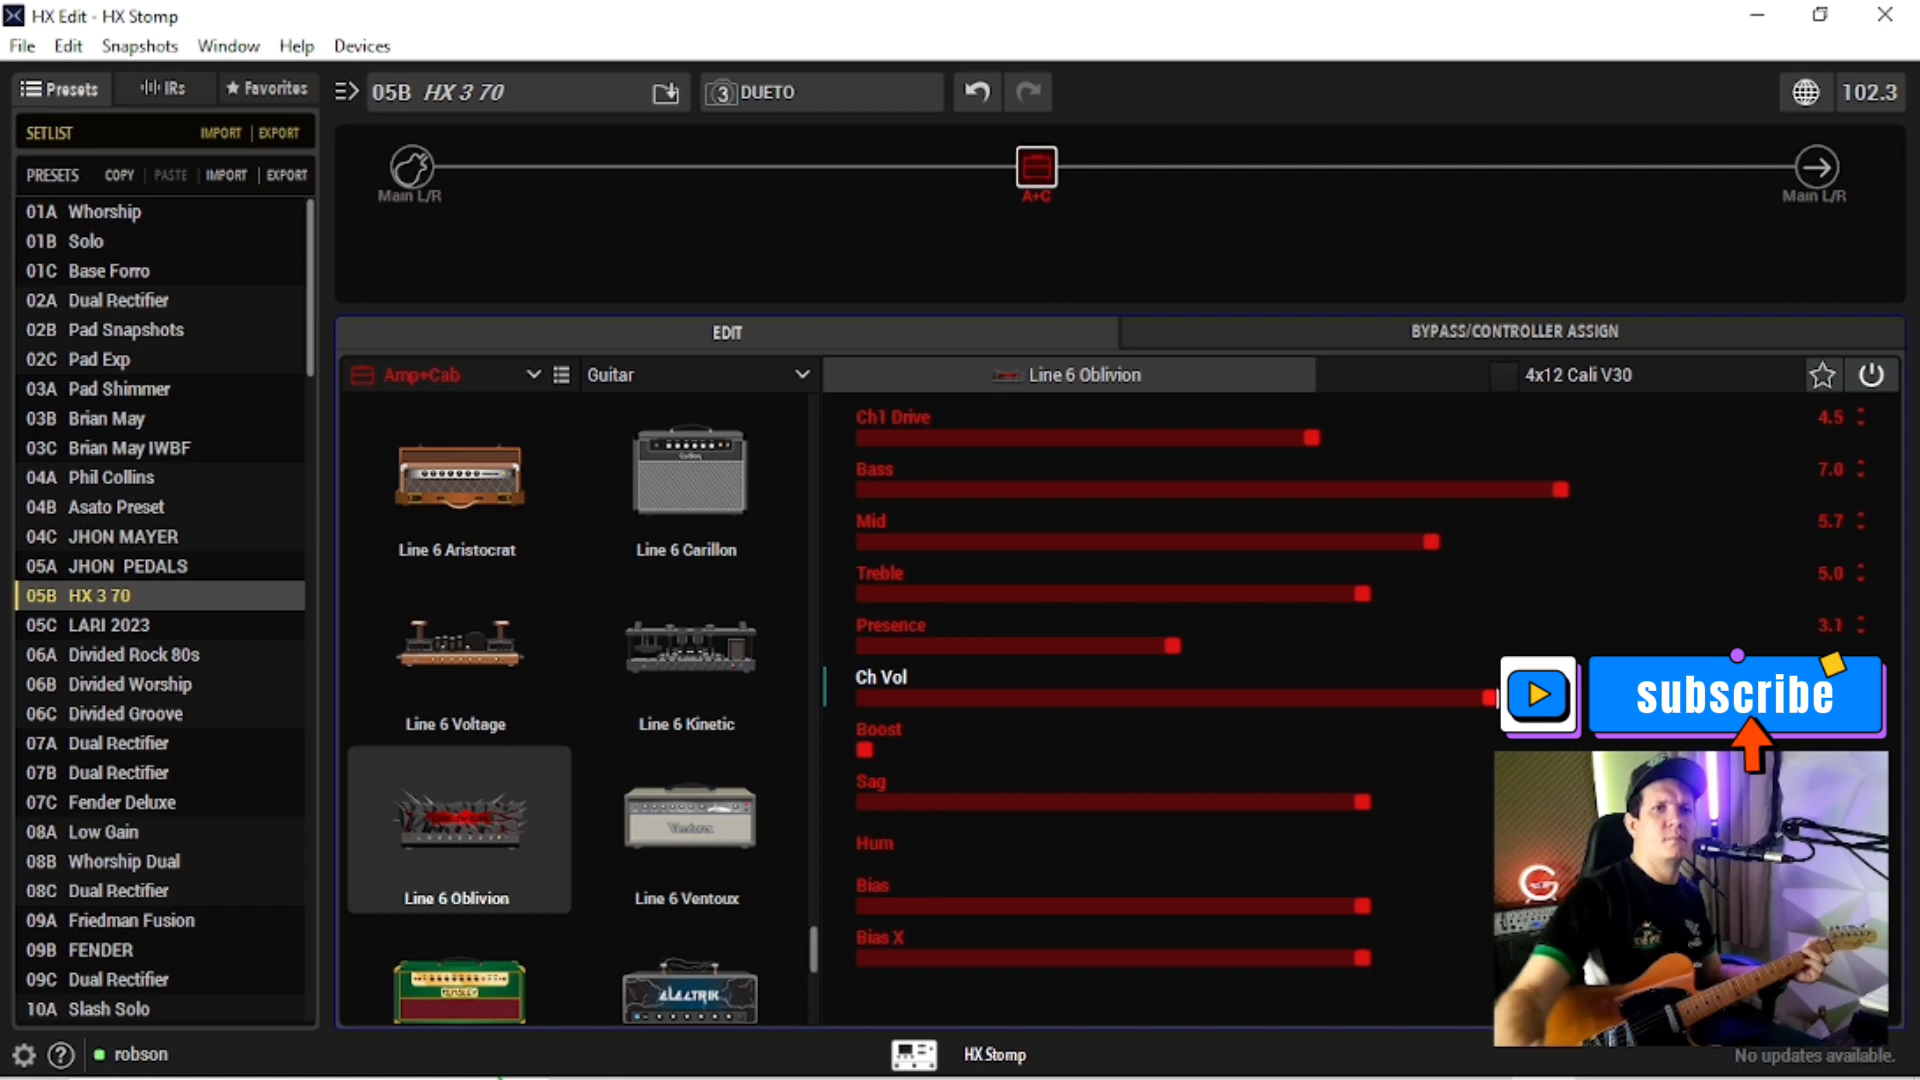 HX Edit - HX Stomp
File Edit Snapshots Window Help Devices
Presets IRs Favorites
05B HX 3 70
3 DUETO
102.3
SETLIST IMPORT | EXPORT
PRESETS COPY | PASTE | IMPORT | EXPORT
01A Whorship
01B Solo
01C Base Forro
02A Dual Rectifier
02B Pad Snapshots
02C Pad Exp
03A Pad Shimmer
03B Brian May
03C Brian May IWBF
04A Phil Collins
04B Asato Preset
04C JHON MAYER
05A JHON PEDALS
05B HX 3 70
05C LARI 2023
06A Divided Rock 80s
06B Divided Worship
06C Divided Groove
07A Dual Rectifier
07B Dual Rectifier
07C Fender Deluxe
08A Low Gain
08B Whorship Dual
08C Dual Rectifier
09A Friedman Fusion
09B FENDER
09C Dual Rectifier
10A Slash Solo
Main L/R
A+C
Main L/R
EDIT
BYPASS/CONTROLLER ASSIGN
Amp+Cab
Guitar
Line 6 Oblivion
4x12 Cali V30
Line 6 Aristocrat
Line 6 Carillon
Line 6 Voltage
Line 6 Kinetic
Line 6 Oblivion
Ventoux
Line 6 Ventoux
ELEKTRIK
Ch1 Drive 4.5
Bass 7.0
Mid 5.7
Treble 5.0
Presence 3.1
Ch Vol
Boost
Sag
Hum
Bias
Bias X
subscribe
G
robson
HX Stomp
No updates available.